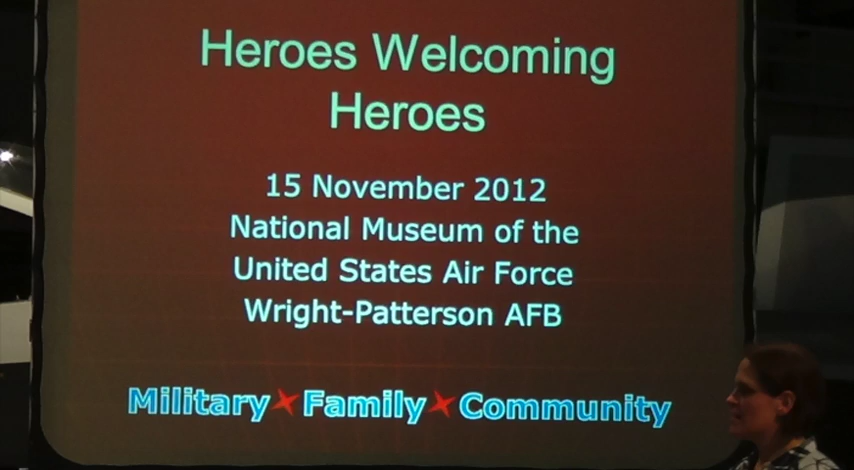 Heroes Welcoming
Heroes
15 November 2012
National Museum of the
United States Air Force
Wright-Patterson AFB
Military Family Community